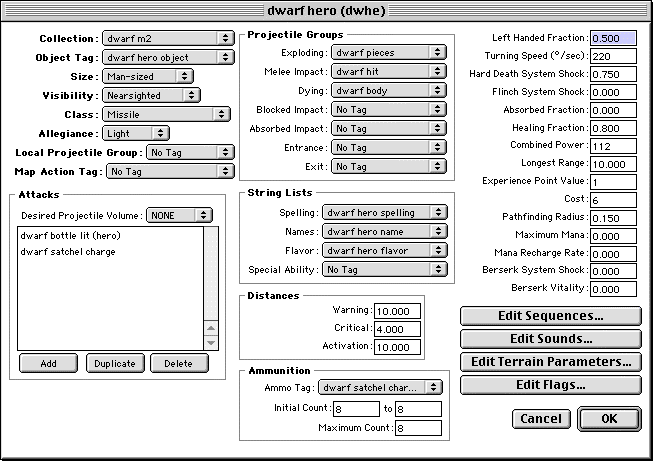 dwarf hero (dwhe)
Collection: dwarf m2
Object Tag: dwarf hero object
Size: Man-sized
Visibility: Nearsighted
Class: Missile
Allegiance: Light
Local Projectile Group: No Tag
Map Action Tag: No Tag
Attacks
Desired Projectile Volume: NONE
dwarf bottle lit (hero)
dwarf satchel charge
Add Duplicate Delete
Projectile Groups
Exploding: dwarf pieces
Melee Impact: dwarf hit
Dying: dwarf body
Blocked Impact: No Tag
Absorbed Impact: No Tag
Entrance: No Tag
Exit: No Tag
String Lists
Spelling: dwarf hero spelling
Names: dwarf hero name
Flavor: dwarf hero flavor
Special Ability: No Tag
Distances
Warning: 10.000
Critical: 4.000
Activation: 10.000
Ammunition
Ammo Tag: dwarf satchel char...
Initial Count: 8 to 8
Maximum Count: 8
Left Handed Fraction: 0.500
Turning Speed (°/sec): 220
Hard Death System Shock: 0.750
Flinch System Shock: 0.000
Absorbed Fraction: 0.000
Healing Fraction: 0.800
Combined Power: 112
Longest Range: 10.000
Experience Point Value: 1
Cost: 6
Pathfinding Radius: 0.150
Maximum Mana: 0.000
Mana Recharge Rate: 0.000
Berserk System Shock: 0.000
Berserk Vitality: 0.000
Edit Sequences...
Edit Sounds...
Edit Terrain Parameters...
Edit Flags...
Cancel OK